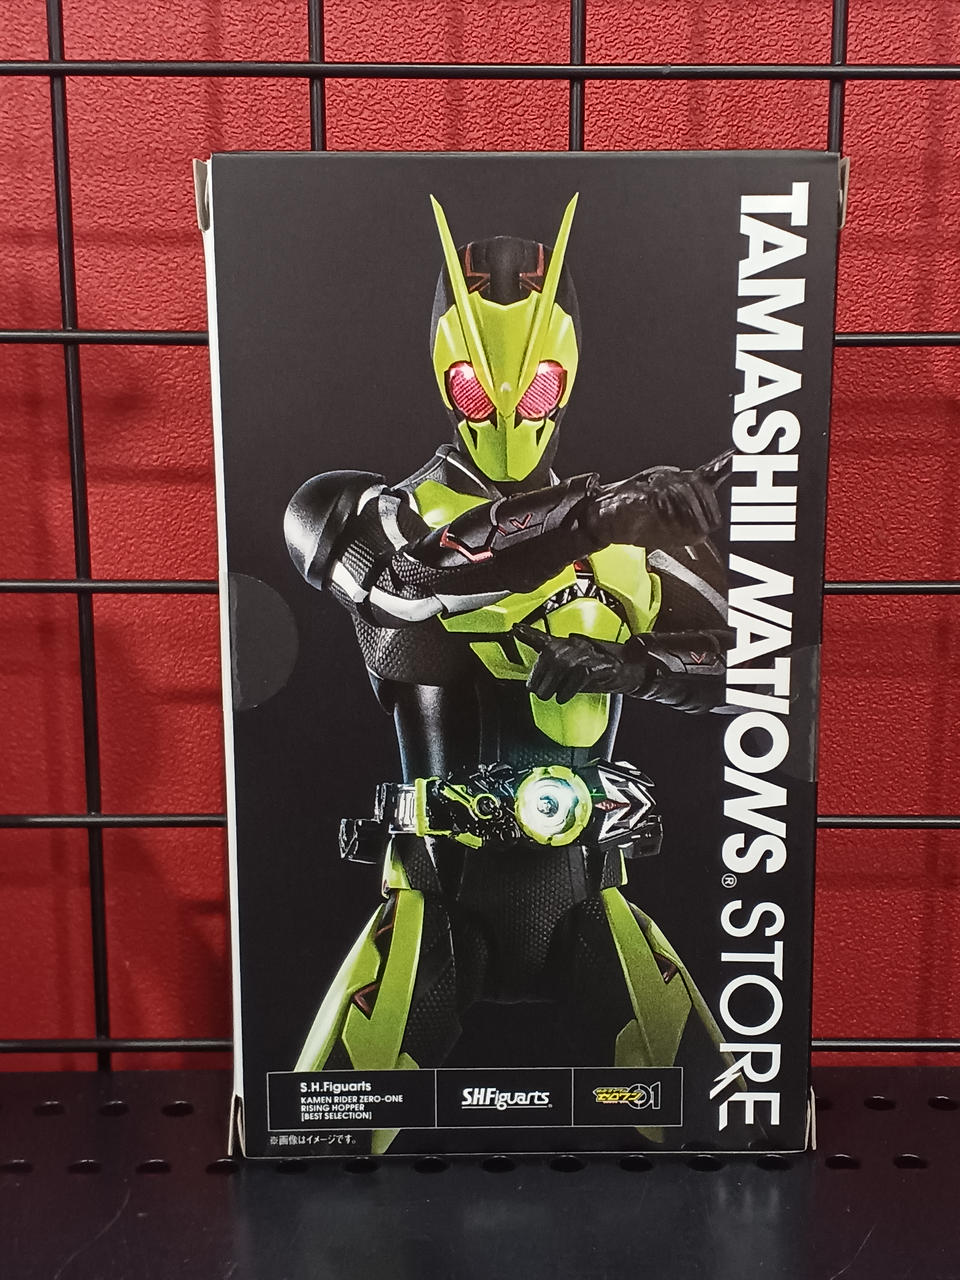 TAMASHII NATIONS® STORE
S.H.Figuarts
KAMEN RIDER ZERO-ONE
RISING HOPPER
[BEST SELECTION]
S.H.Figuarts
ゼロワン 01
※画像はイメージです。